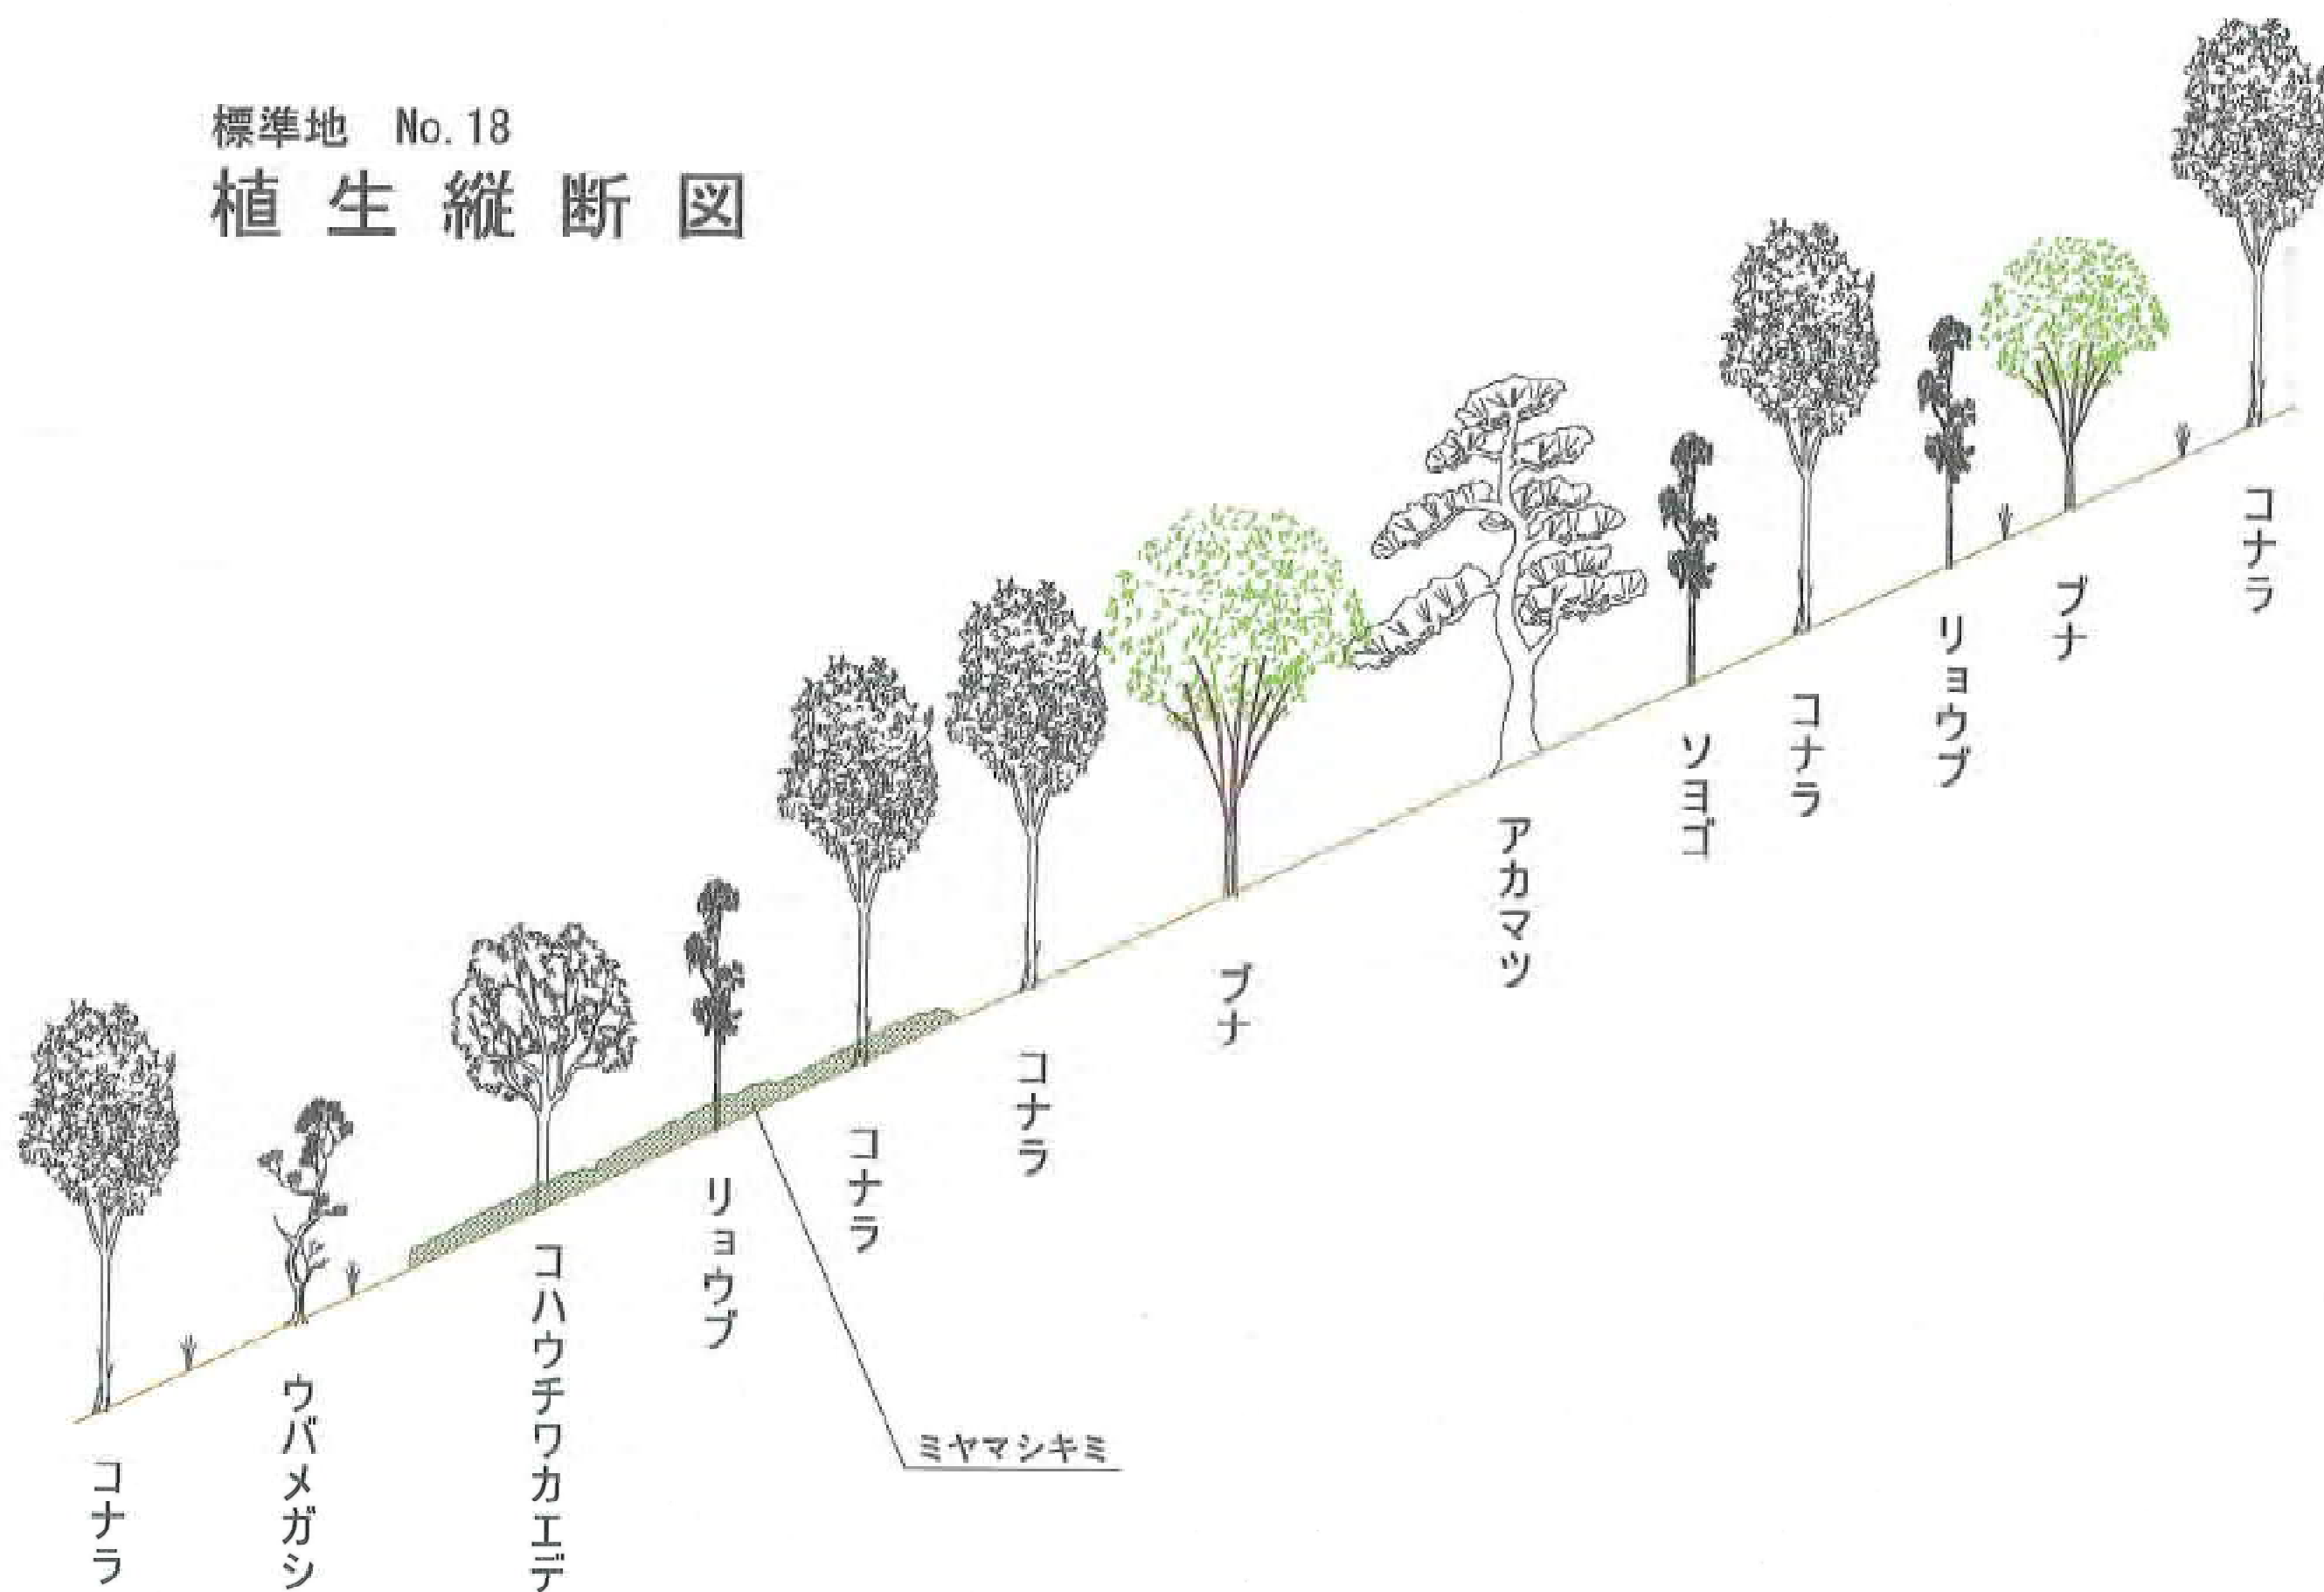 標準地　No. 18
植生縦断図
コナラ
ウバメガシ
コハウチワカエデ
リョウブ
コナラ
ミヤマシキミ
コナラ
ブナ
アカマツ
ソヨゴ
コナラ
リョウブ
ブナ
コナラ